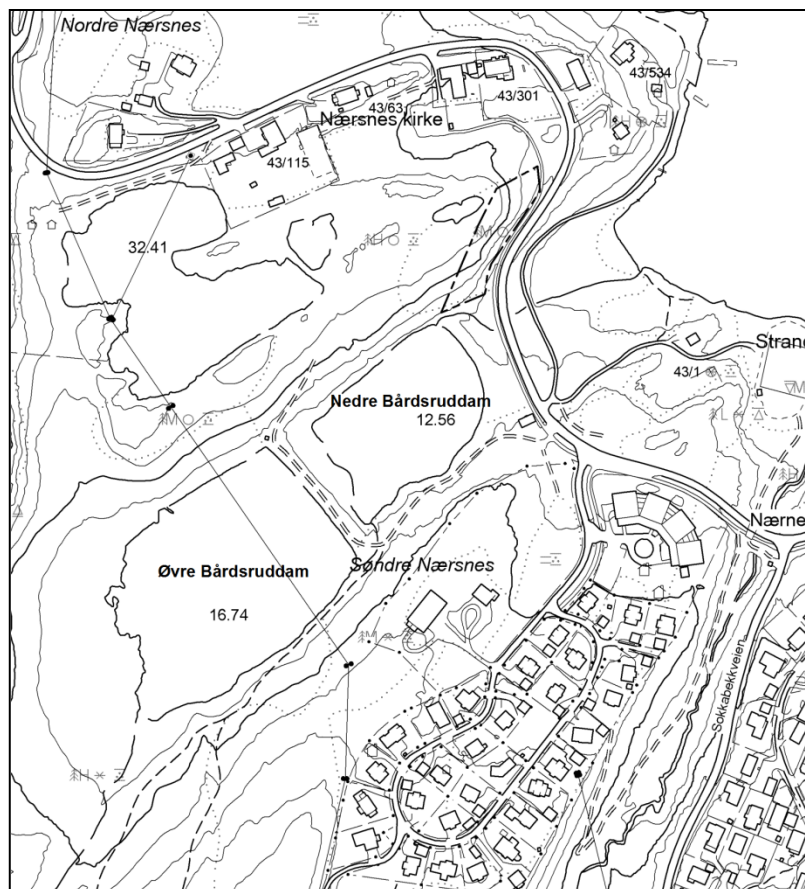 Nordre Nærsnes
43/534
43/63
43/301
Nærsnes kirke
43/115
32.41
Strand
43/1
Nedre Bårdsruddam
12.56
Nærne
Øvre Bårdsruddam
Søndre Nærsnes
16.74
Sokkabekkveien